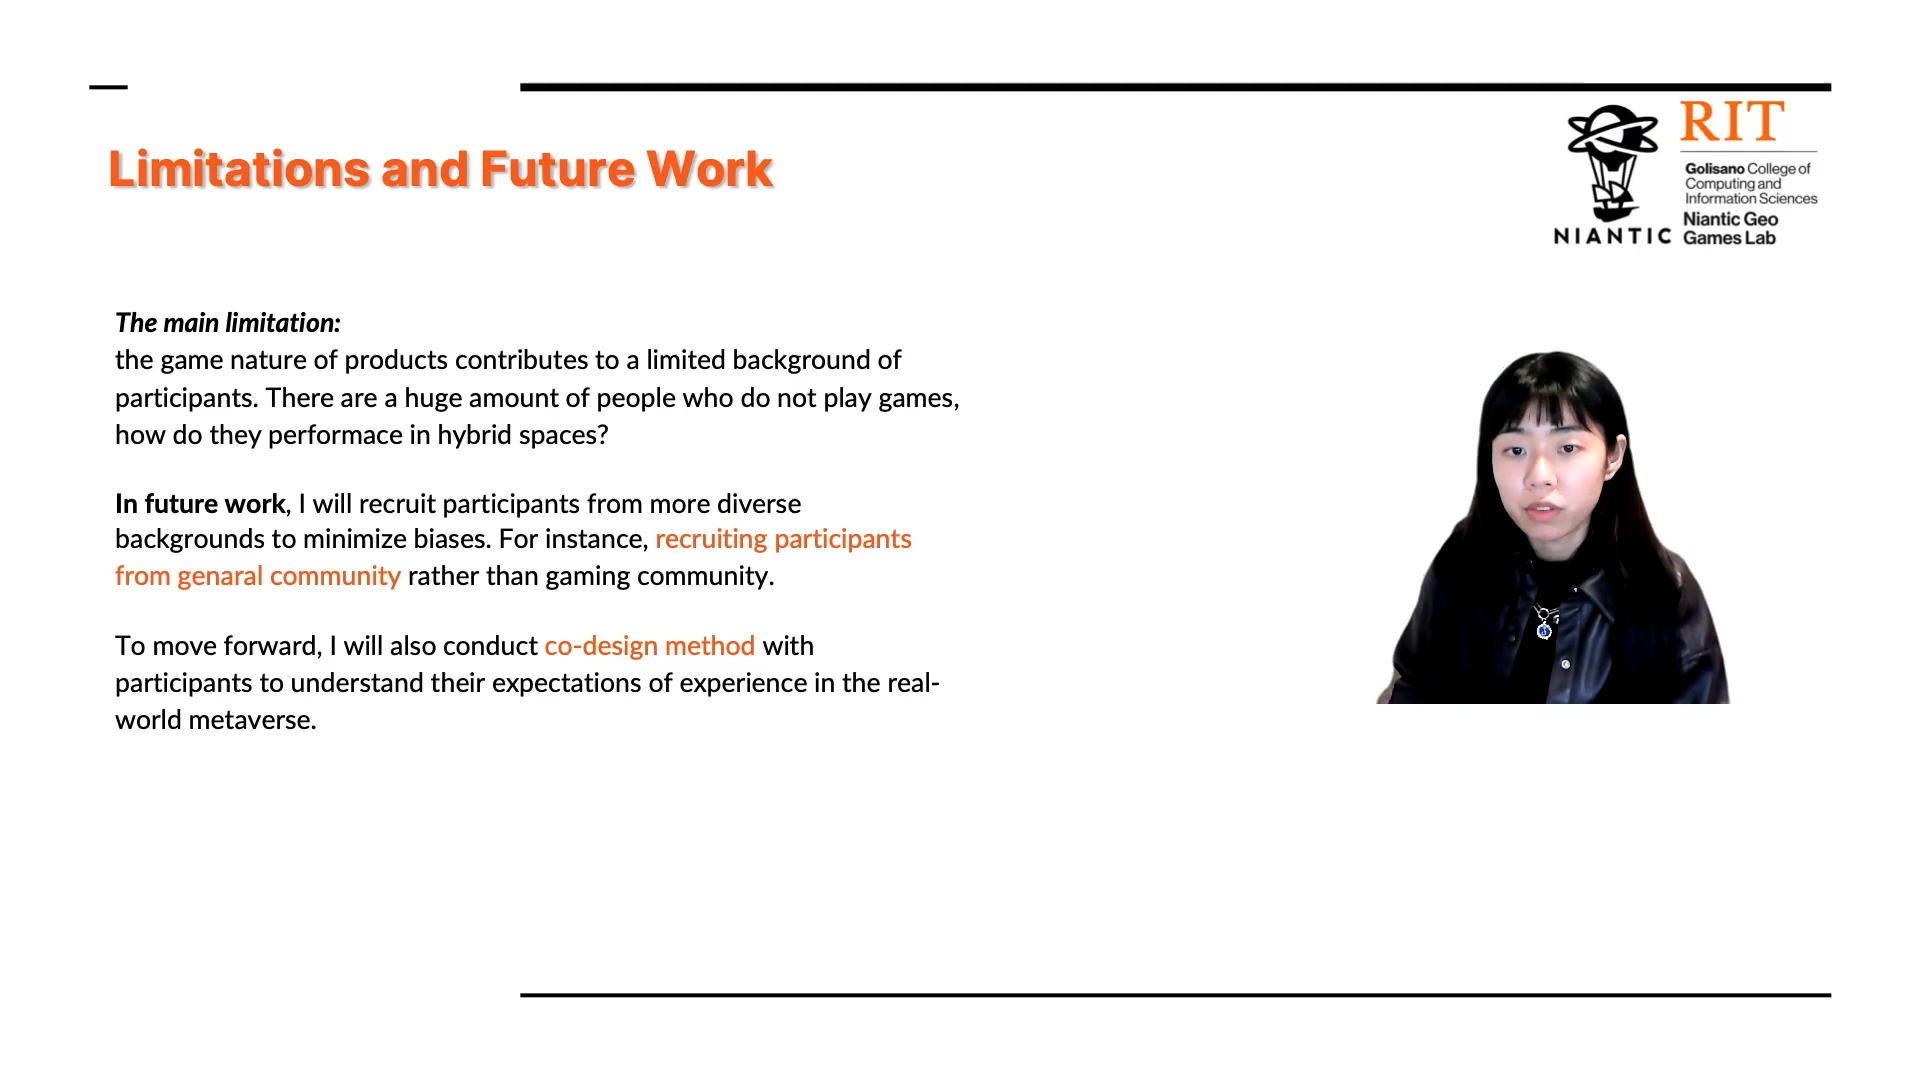 Limitations and Future Work
NIANTIC
RIT
Golisano College of
Computing and
Information Sciences
Niantic Geo
Games Lab
The main limitation:
the game nature of products contributes to a limited background of
participants. There are a huge amount of people who do not play games,
how do they performace in hybrid spaces?
In future work, I will recruit participants from more diverse
backgrounds to minimize biases. For instance, recruiting participants
from genaral community rather than gaming community.
To move forward, I will also conduct co-design method with
participants to understand their expectations of experience in the real-
world metaverse.